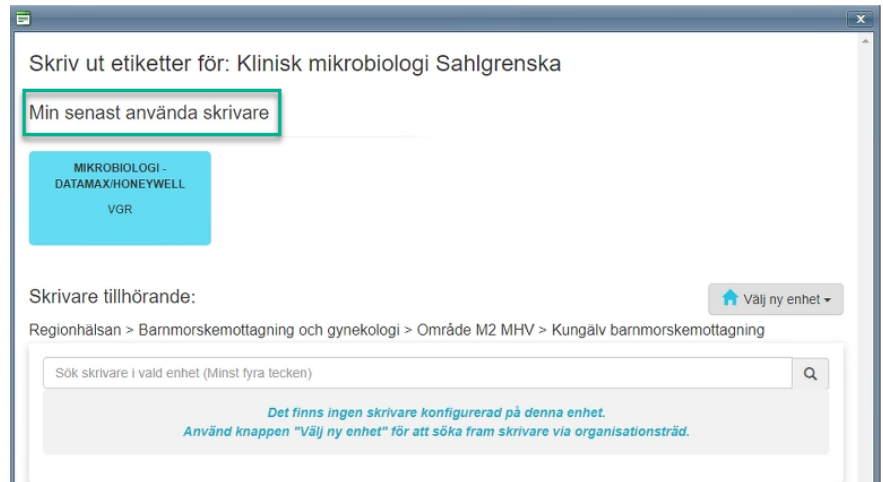 Skriv ut etiketter för: Klinisk mikrobiologi Sahlgrenska
Min senast använda skrivare
MIKROBIOLOGI -
DATAMAX/HONEYWELL
VGR
Skrivare tillhörande:
Välj ny enhet
Regionhälsan > Barnmorskemottagning och gynekologi > Område M2 MHV > Kungälv barnmorskemottagning
Sök skrivare i vald enhet (Minst fyra tecken)
Det finns ingen skrivare konfigurerad på denna enhet.
Använd knappen "Välj ny enhet" för att söka fram skrivare via organisationsträd.